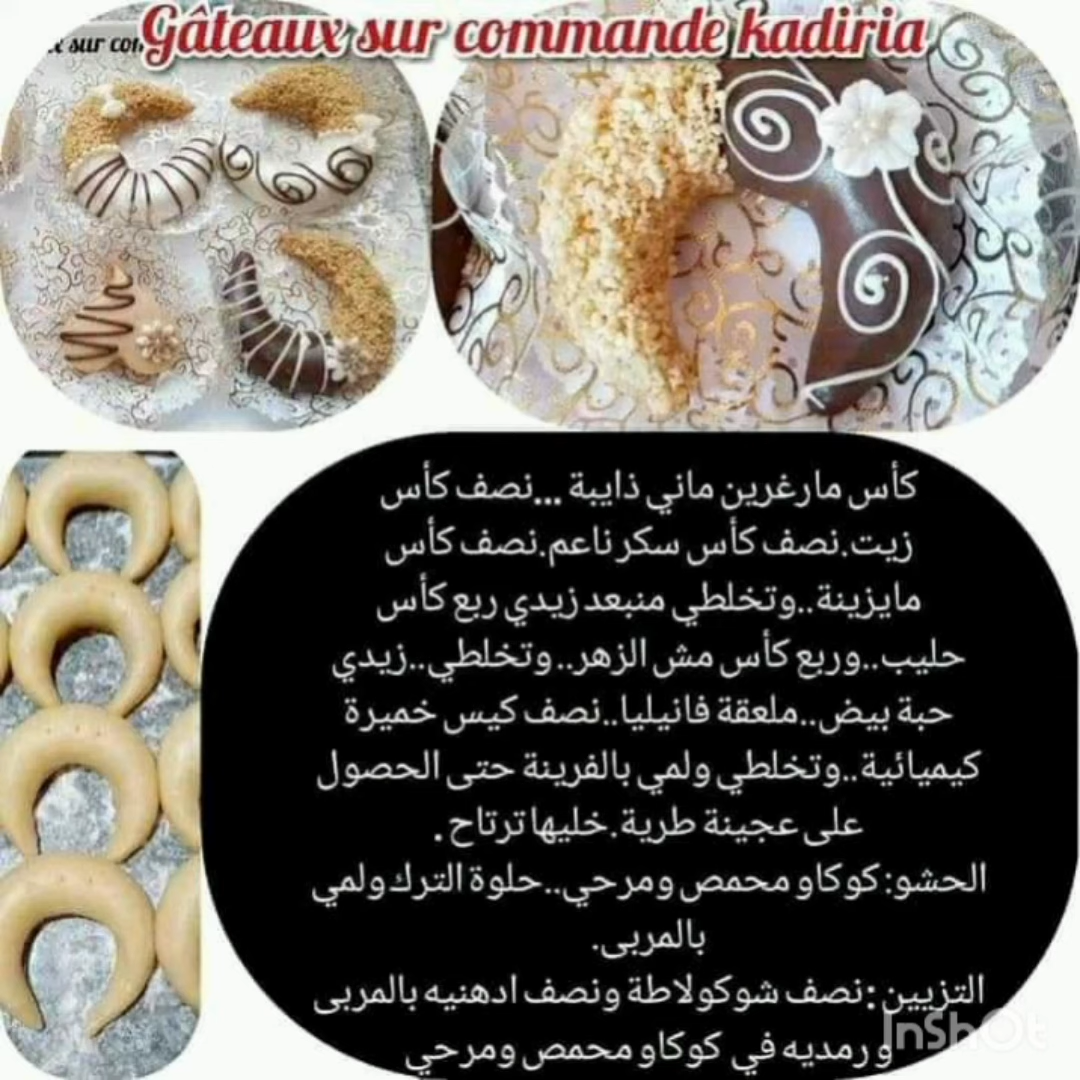 Gâteaux sur commande kadiria
x sur con
كأس مارغرين ماني ذايبة ...نصف كأس
زيت.نصف كأس سكر ناعم.نصف كأس
مايزينة..وتخلطي منبعد زيدي ربع كأس
حليب..وربع كأس مش الزهر..وتخلطي..زيدي
حبة بيض..ملعقة فانيليا..نصف كيس خميرة
كيميائية..وتخلطي ولمي بالفرينة حتى الحصول
على عجينة طرية.خليها ترتاح .
الحشو: كوكاو محمص ومرحي..حلوة الترك ولمي
بالمربى.
التزيين :نصف شوكولاطة ونصف ادهنيه بالمربى
ورمديه في كوكاو محمص ومرحي
InShOt